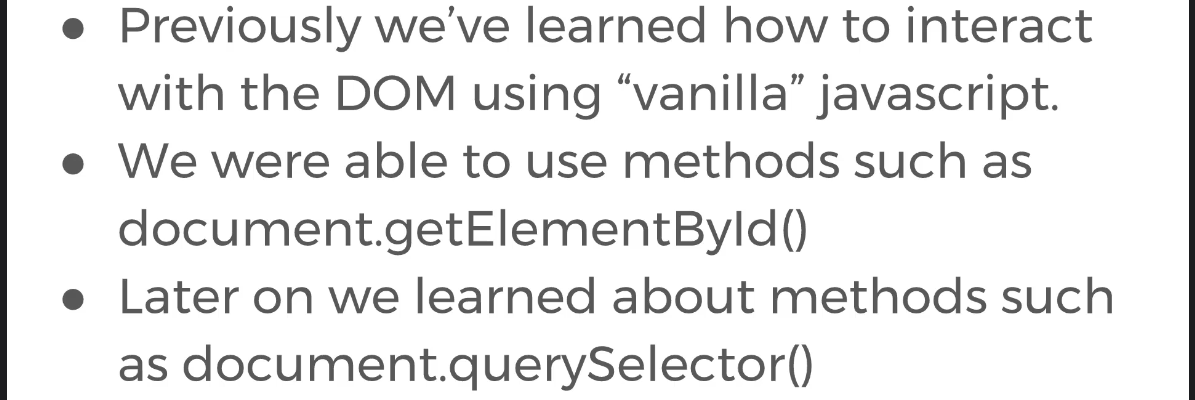 ● Previously we’ve learned how to interact
with the DOM using “vanilla” javascript.
● We were able to use methods such as
document.getElementById()
● Later on we learned about methods such
as document.querySelector()